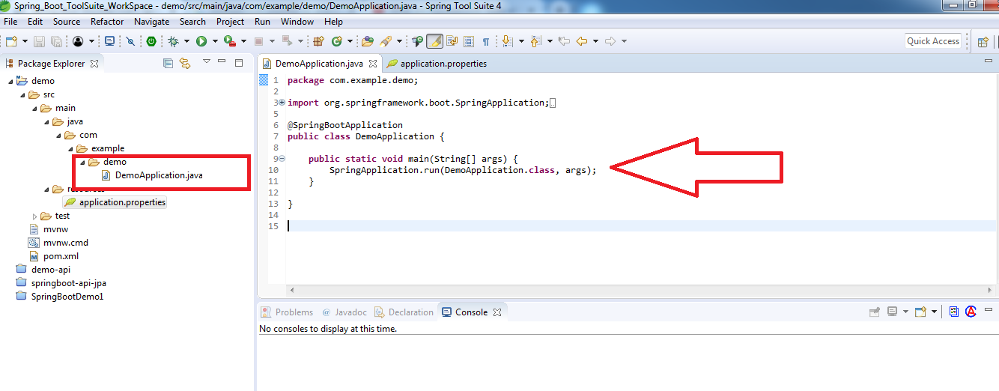 Spring_Boot_ToolSuite_WorkSpace - demo/src/main/java/com/example/demo/DemoApplication.java - Spring Tool Suite 4
File Edit Source Refactor Navigate Search Project Run Window Help
Quick Access
Package Explorer
demo
src
main
java
com
example
demo
DemoApplication.java
application.properties
test
mvnw
mvnw.cmd
pom.xml
demo-api
springboot-api-jpa
SpringBootDemo1
DemoApplication.java application.properties
1 package com.example.demo;
2
3 import org.springframework.boot.SpringApplication;
5
6 @SpringBootApplication
7 public class DemoApplication {
8
9 public static void main(String[] args) {
10 SpringApplication.run(DemoApplication.class, args);
11 }
12
13 }
14
15
Problems @ Javadoc Declaration Console
No consoles to display at this time.